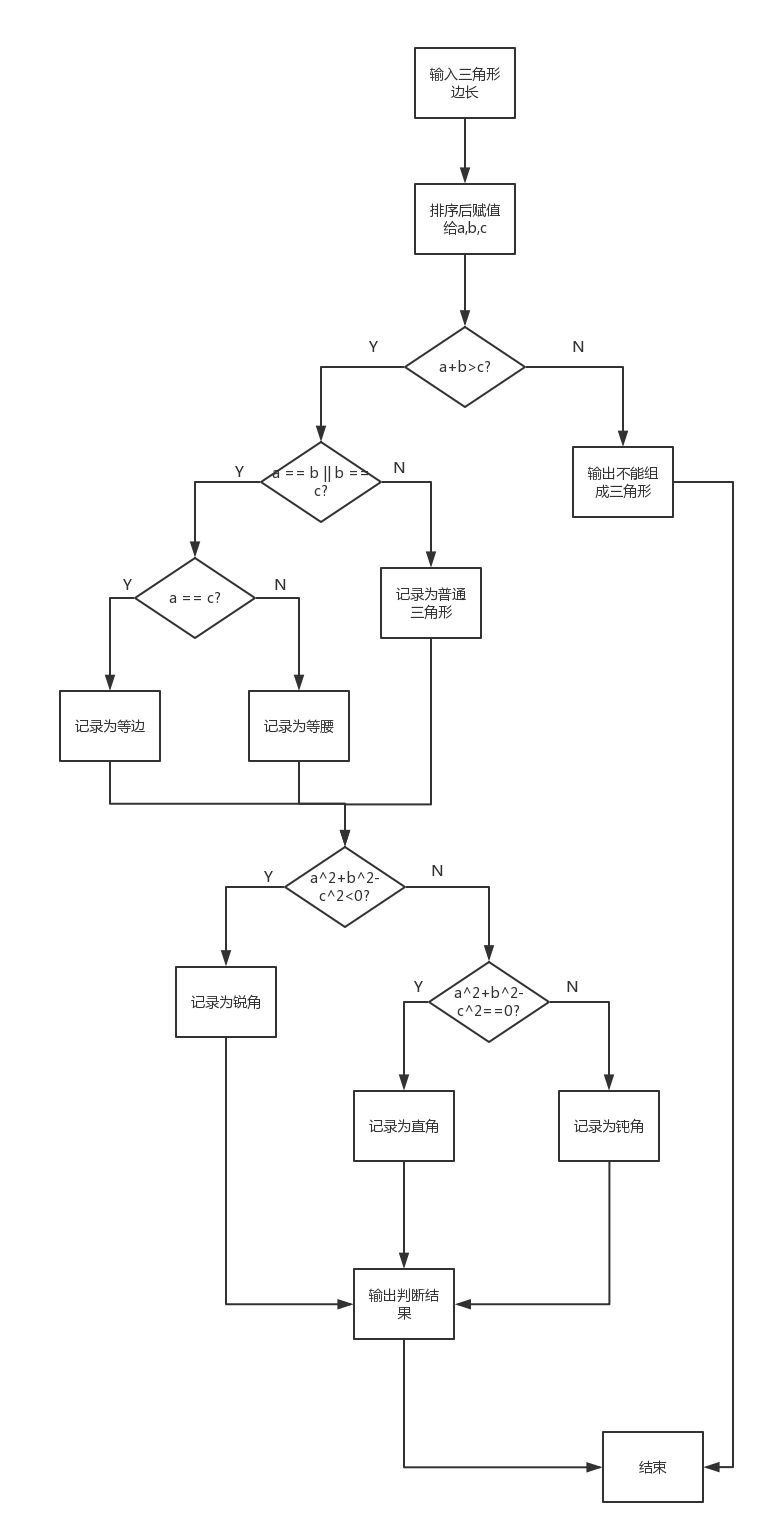 输入三角形
边长
排序后赋值
给a,b,c
Y
N
a+b>c?
Y
a == b || b ==
c?
N
输出不能组
成三角形
Y
a == c?
N
记录为普通
三角形
记录为等边
记录为等腰
Y
a^2+b^2-
c^2<0?
N
记录为锐角
Y
a^2+b^2-
c^2==0?
N
记录为直角
记录为钝角
输出判断结
果
结束